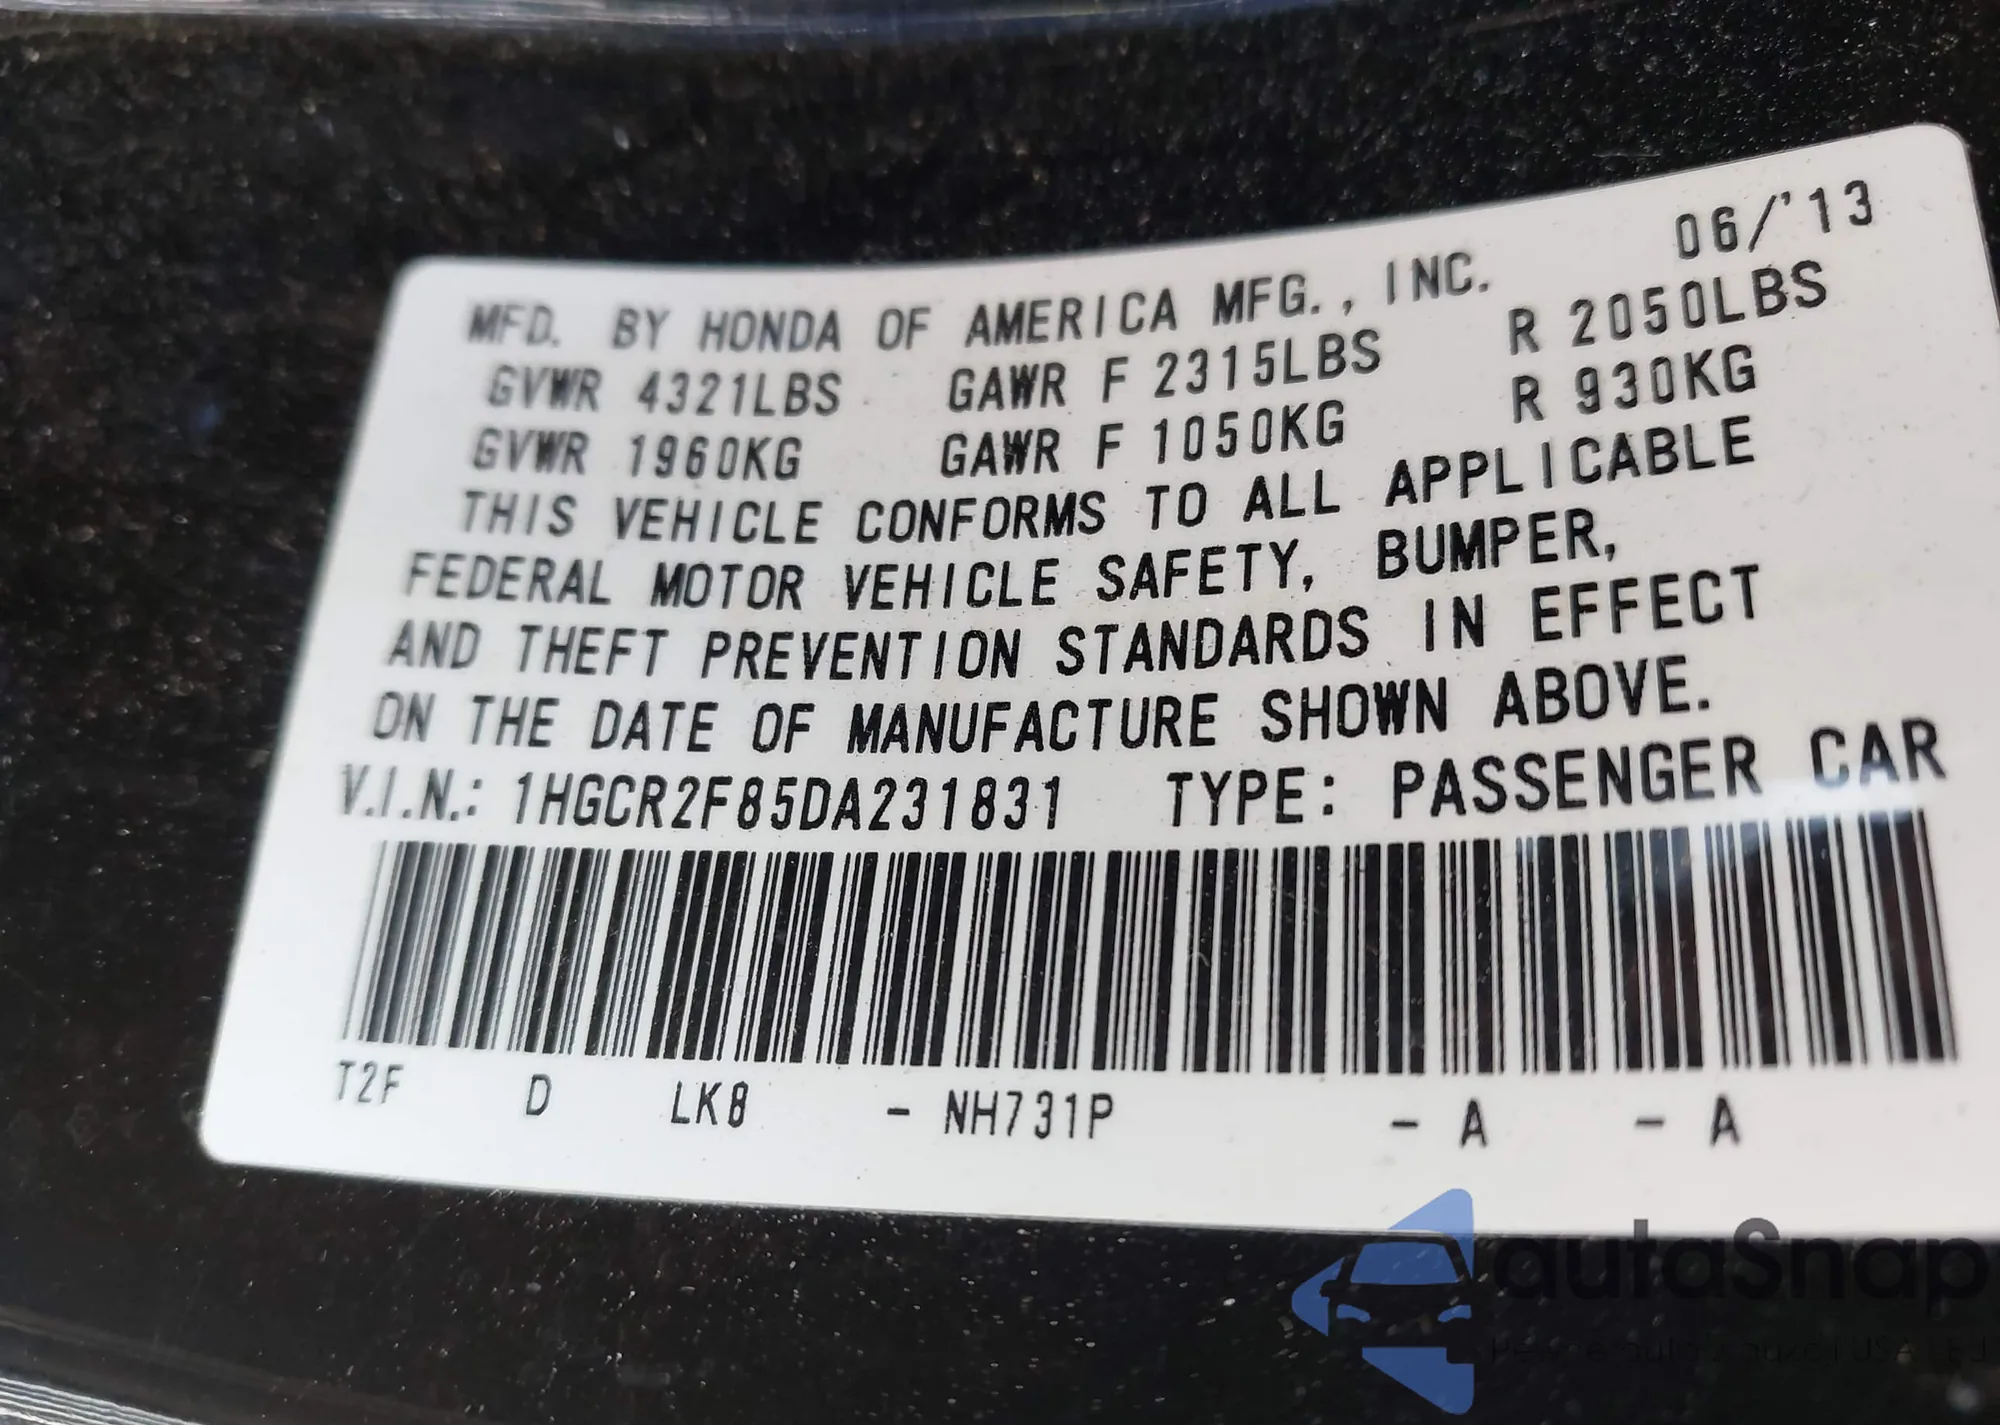 06/'13
MFD. BY HONDA OF AMERICA MFG., INC.
GVWR 4321LBS GAWR F 2315LBS R 2050LBS
GVWR 1960KG GAWR F 1050KG R 930KG
THIS VEHICLE CONFORMS TO ALL APPLICABLE
FEDERAL MOTOR VEHICLE SAFETY, BUMPER,
AND THEFT PREVENTION STANDARDS IN EFFECT
ON THE DATE OF MANUFACTURE SHOWN ABOVE.
V.I.N.: 1HGCR2F85DA231831 TYPE: PASSENGER CAR
T2F D LK8 - NH731P - A - A
autoSnap